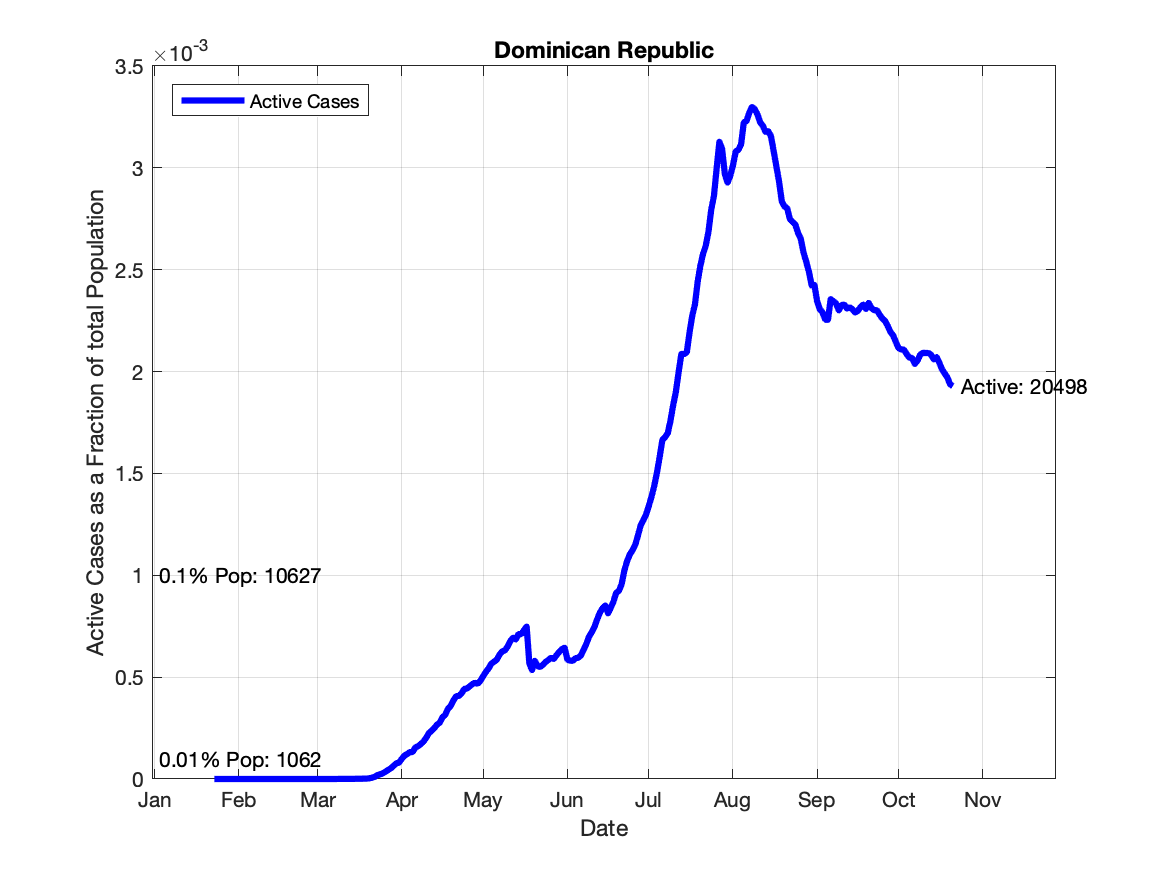 Dominican Republic
×10-3
3.5
3
2.5
2
1.5
1
0.5
0
Active Cases as a Fraction of total Population
Active Cases
Active: 20498
0.1% Pop: 10627
0.01% Pop: 1062
Jan Feb Mar Apr May Jun Jul Aug Sep Oct Nov
Date